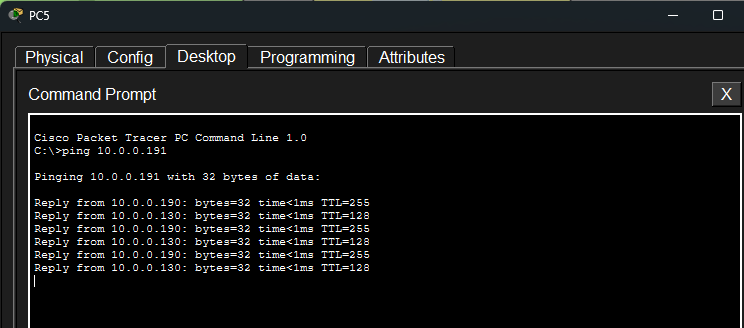 PC5
Physical Config Desktop Programming Attributes
Command Prompt X
Cisco Packet Tracer PC Command Line 1.0
C:\>ping 10.0.0.191
Pinging 10.0.0.191 with 32 bytes of data:
Reply from 10.0.0.190: bytes=32 time<1ms TTL=255
Reply from 10.0.0.130: bytes=32 time<1ms TTL=128
Reply from 10.0.0.190: bytes=32 time<1ms TTL=255
Reply from 10.0.0.130: bytes=32 time<1ms TTL=128
Reply from 10.0.0.190: bytes=32 time<1ms TTL=255
Reply from 10.0.0.130: bytes=32 time<1ms TTL=128